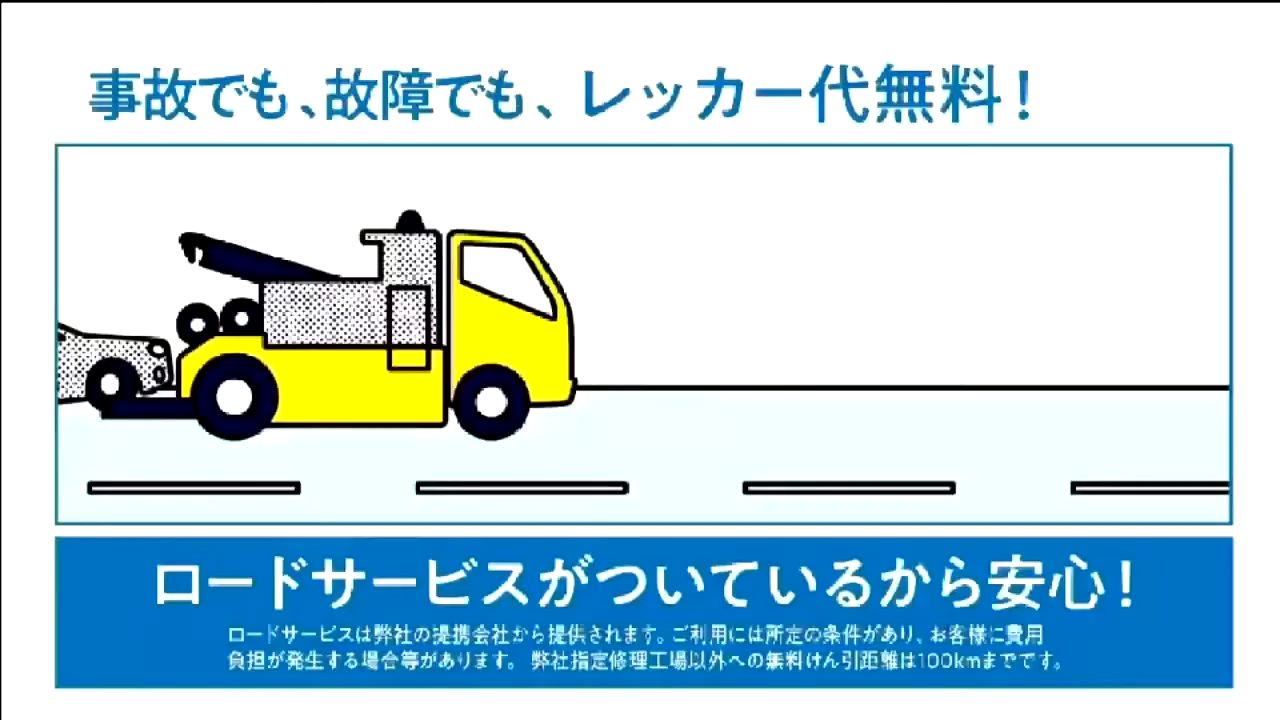 事故でも、故障でも、レッカー代無料!
ロードサービスがついているから安心!
ロードサービスは弊社の提携会社から提供されます。ご利用には所定の条件があり、お客様に費用
負担が発生する場合等があります。 弊社指定修理工場以外への無料けん引距離は100kmまでです。